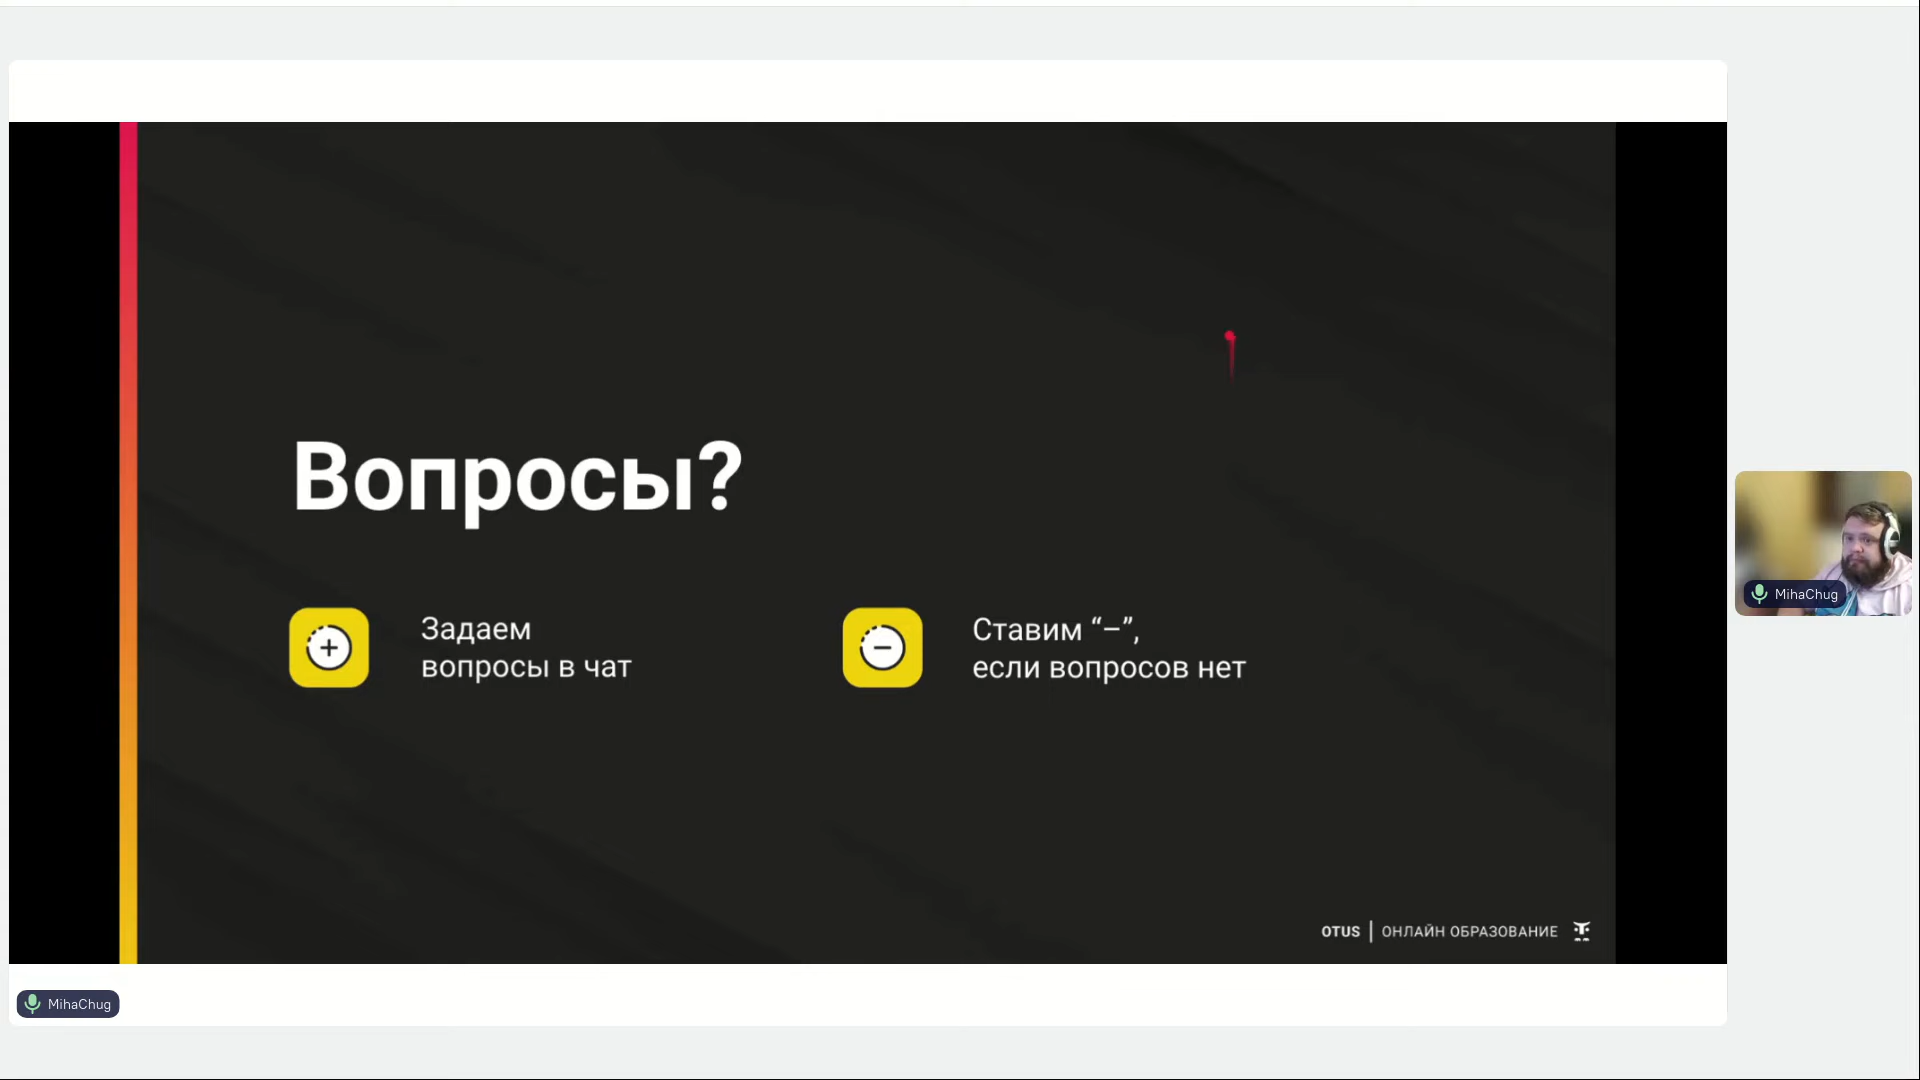 Вопросы?
Задаем
вопросы в чат
Ставим “–”,
если вопросов нет
OTUS | ОНЛАЙН ОБРАЗОВАНИЕ
MihaChug
MihaChug